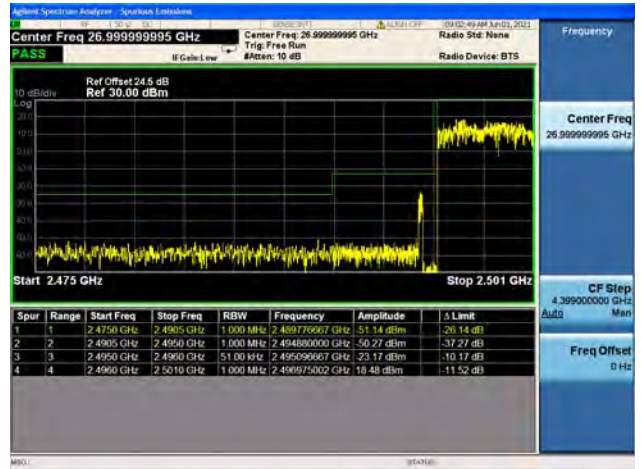 Agilent Spectrum Analyzer - Spurious Emissions
RF 50 Ω DC SENSE:INT ALIGN OFF 09:02:49 AM Jun 01, 2021
Center Freq 26.999999995 GHz
Center Freq: 26.999999995 GHz
Radio Std: None
Trig: Free Run
PASS
IFGain:Low
#Atten: 10 dB
Radio Device: BTS
Ref Offset 24.5 dB
10 dB/div Ref 30.00 dBm
Log
Start 2.475 GHz
Stop 2.501 GHz
Spur Range Start Freq Stop Freq RBW Frequency Amplitude Δ Limit
1 1 2.4750 GHz 2.4905 GHz 1.000 MHz 2.489776667 GHz -51.14 dBm -26.14 dB
2 2 2.4905 GHz 2.4950 GHz 1.000 MHz 2.494880000 GHz -50.27 dBm -37.27 dB
3 3 2.4950 GHz 2.4960 GHz 51.00 kHz 2.495096667 GHz -23.17 dBm -10.17 dB
4 4 2.4960 GHz 2.5010 GHz 1.000 MHz 2.496975002 GHz 18.48 dBm -11.52 dB
MSG
STATUS
Frequency
Center Freq
26.999999995 GHz
CF Step
4.399000000 GHz
Auto Man
Freq Offset
0 Hz